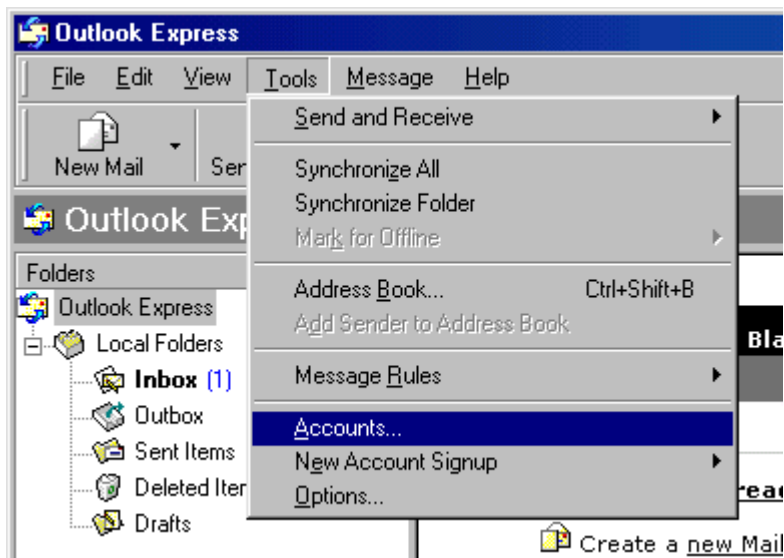 Outlook Express
File Edit View Tools Message Help
New Mail
Send and Receive
Synchronize All
Synchronize Folder
Mark for Offline
Address Book... Ctrl+Shift+B
Add Sender to Address Book
Message Rules
Accounts...
New Account Signup
Options...
Outlook
Folders
Outlook Express
Local Folders
Inbox (1)
Outbox
Sent Items
Deleted
Drafts
Create a new Mail